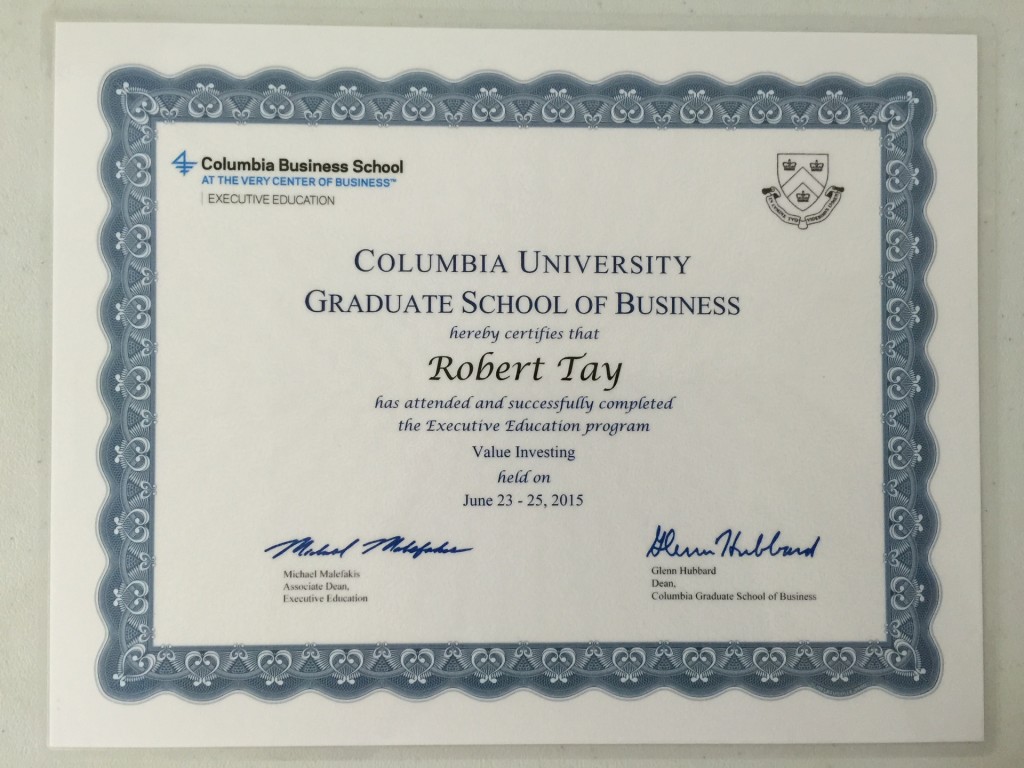 Columbia Business School
AT THE VERY CENTER OF BUSINESS™
EXECUTIVE EDUCATION
COLUMBIA UNIVERSITY
GRADUATE SCHOOL OF BUSINESS
hereby certifies that
Robert Tay
has attended and successfully completed
the Executive Education program
Value Investing
held on
June 23 - 25, 2015
Michael Malefakis
Glenn Hubbard
Michael Malefakis
Associate Dean,
Executive Education
Glenn Hubbard
Dean,
Columbia Graduate School of Business